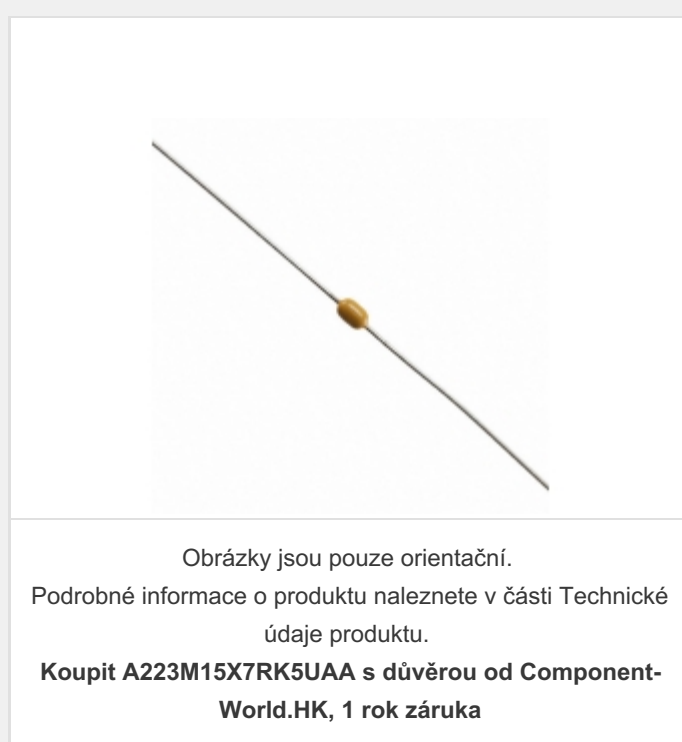 Obrázky jsou pouze orientační.
Podrobné informace o produktu naleznete v části Technické
údaje produktu.
Koupit A223M15X7RK5UAA s důvěrou od Component-
World.HK, 1 rok záruka